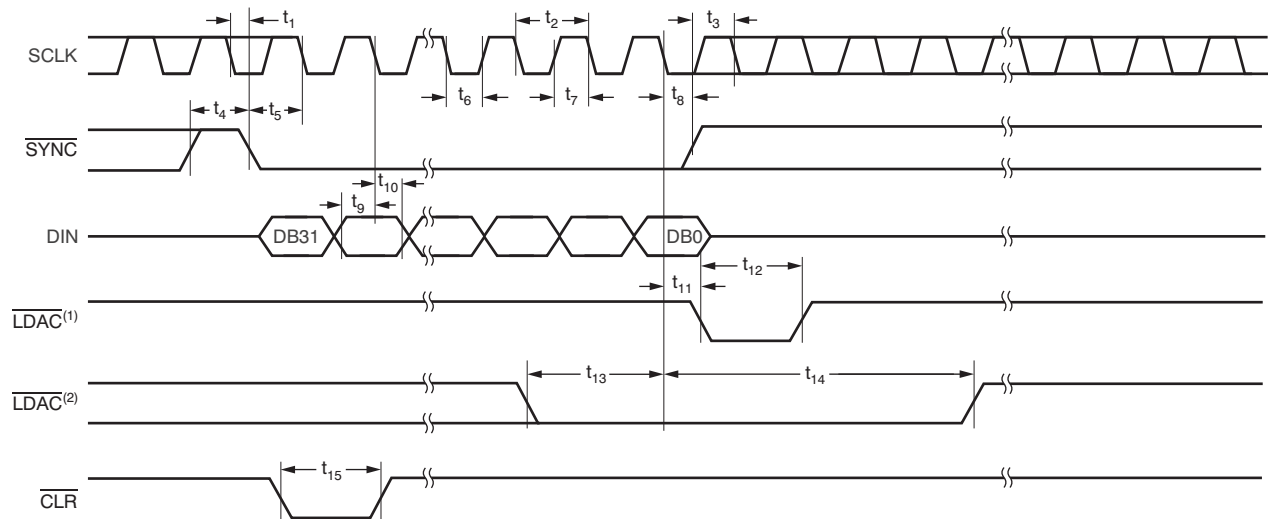 t1 t2 t3
SCLK
t6 t7 t8
t4 t5
SYNC
t10
t9
DIN DB31 DB0
t12
t11
LDAC(1)
t13 t14
LDAC(2)
t15
CLR